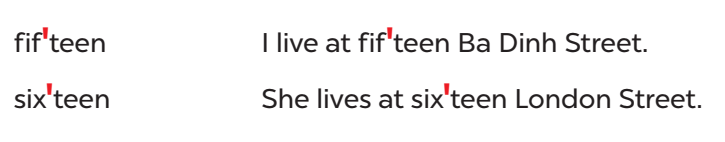 fif'teen I live at fif'teen Ba Dinh Street.
six'teen She lives at six'teen London Street.